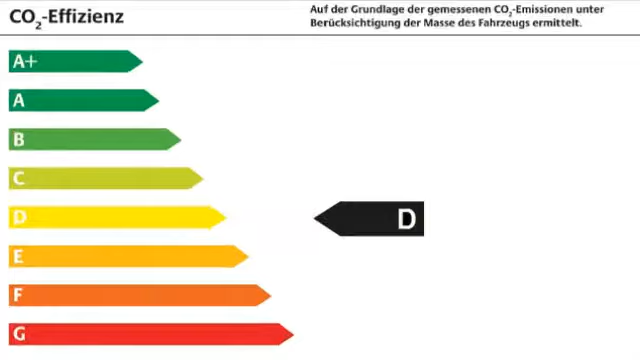 CO₂-Effizienz
Auf der Grundlage der gemessenen CO₂-Emissionen unter
Berücksichtigung der Masse des Fahrzeugs ermittelt.
A+
A
B
C
D
D
E
F
G